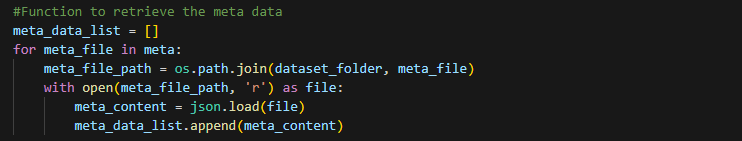 #Function to retrieve the meta data
meta_data_list = []
for meta_file in meta:
    meta_file_path = os.path.join(dataset_folder, meta_file)
    with open(meta_file_path, 'r') as file:
        meta_content = json.load(file)
        meta_data_list.append(meta_content)